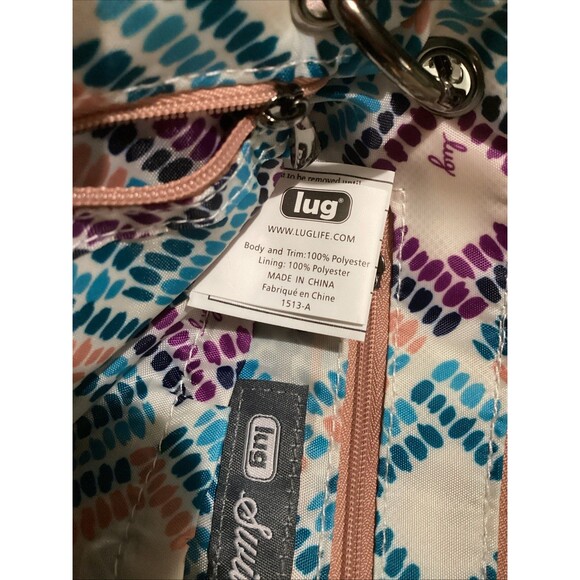 to be removed until
lug
WWW.LUGLIFE.COM
Body and Trim:100% Polyester
Lining: 100% Polyester
MADE IN CHINA
Fabriqué en Chine
1513-A
lug
lug